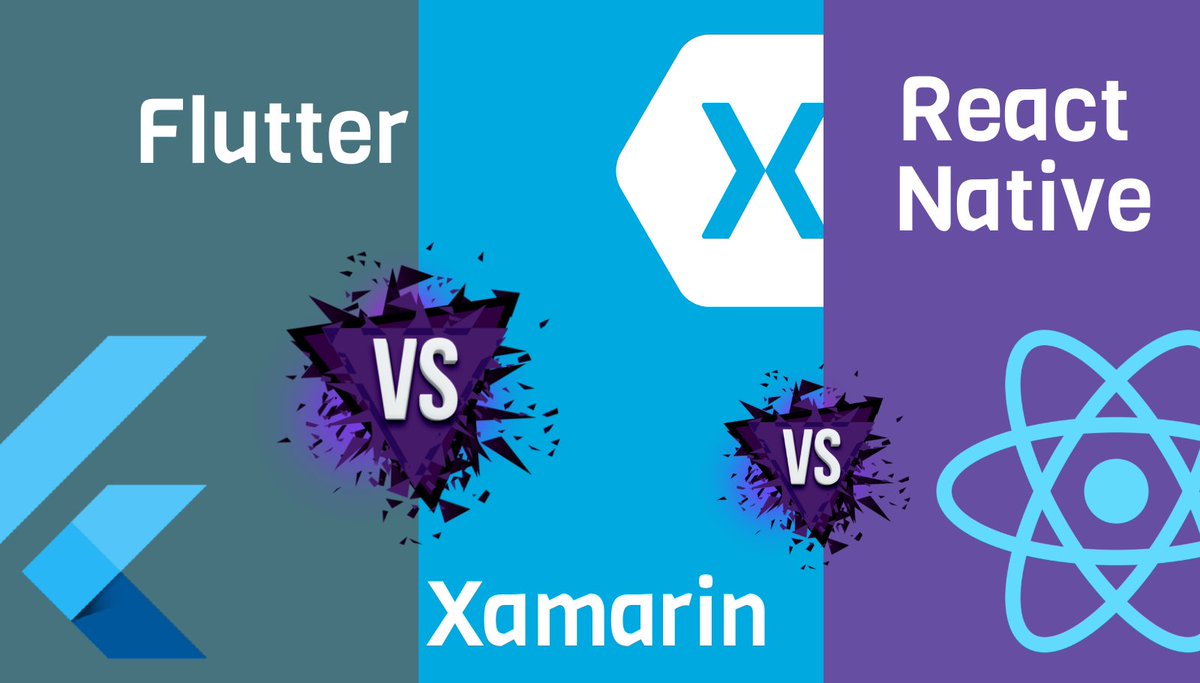 Flutter
VS
Xamarin
X
VS
React
Native